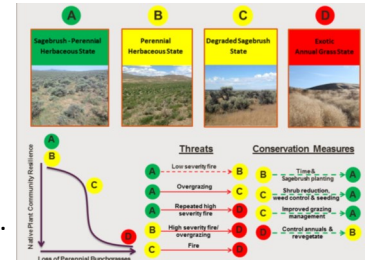 A
B
C
D
Sagebrush - Perennial
Herbaceous State
Perennial
Herbaceous State
Degraded Sagebrush
State
Exotic
Annual Grass State
Native Plant Community Resilience
A
B
C
D
Loss of Perennial Bunchgrasses
Threats
A Low severity fire B
A Overgrazing C
A Repeated high
severity fire D
B High severity fire/
overgrazing D
C Fire D
Conservation Measures
B Time &
Sagebrush planting A
C Shrub reduction,
weed control & seeding A
C Improved grazing
management A
D Control annuals &
revegetate B
.